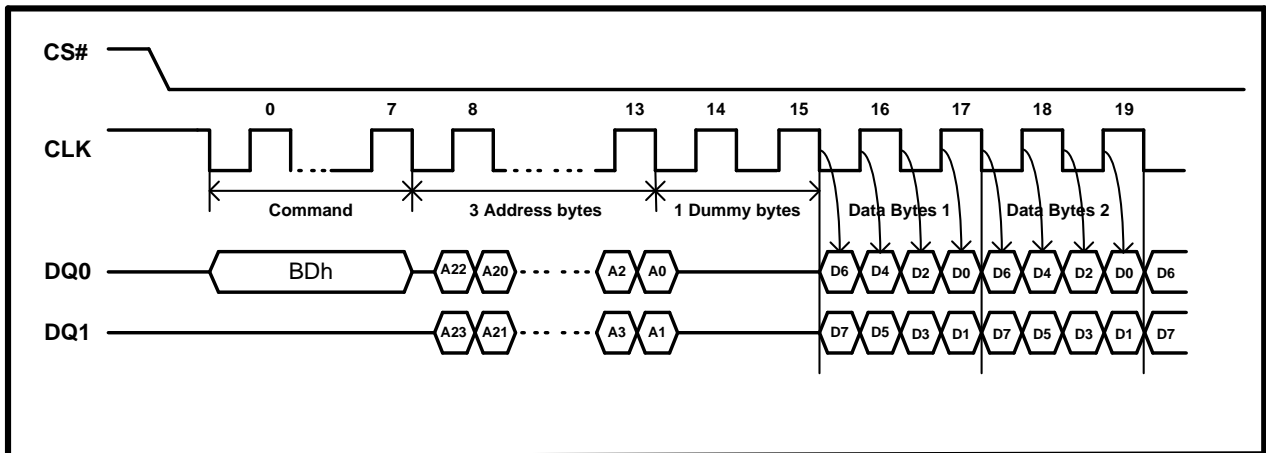 CS#
0 7 8 13 14 15 16 17 18 19
CLK
Command 3 Address bytes 1 Dummy bytes Data Bytes 1 Data Bytes 2
DQ0 BDh A22 A20 A2 A0 D6 D4 D2 D0 D6 D4 D2 D0 D6
DQ1 A23 A21 A3 A1 D7 D5 D3 D1 D7 D5 D3 D1 D7